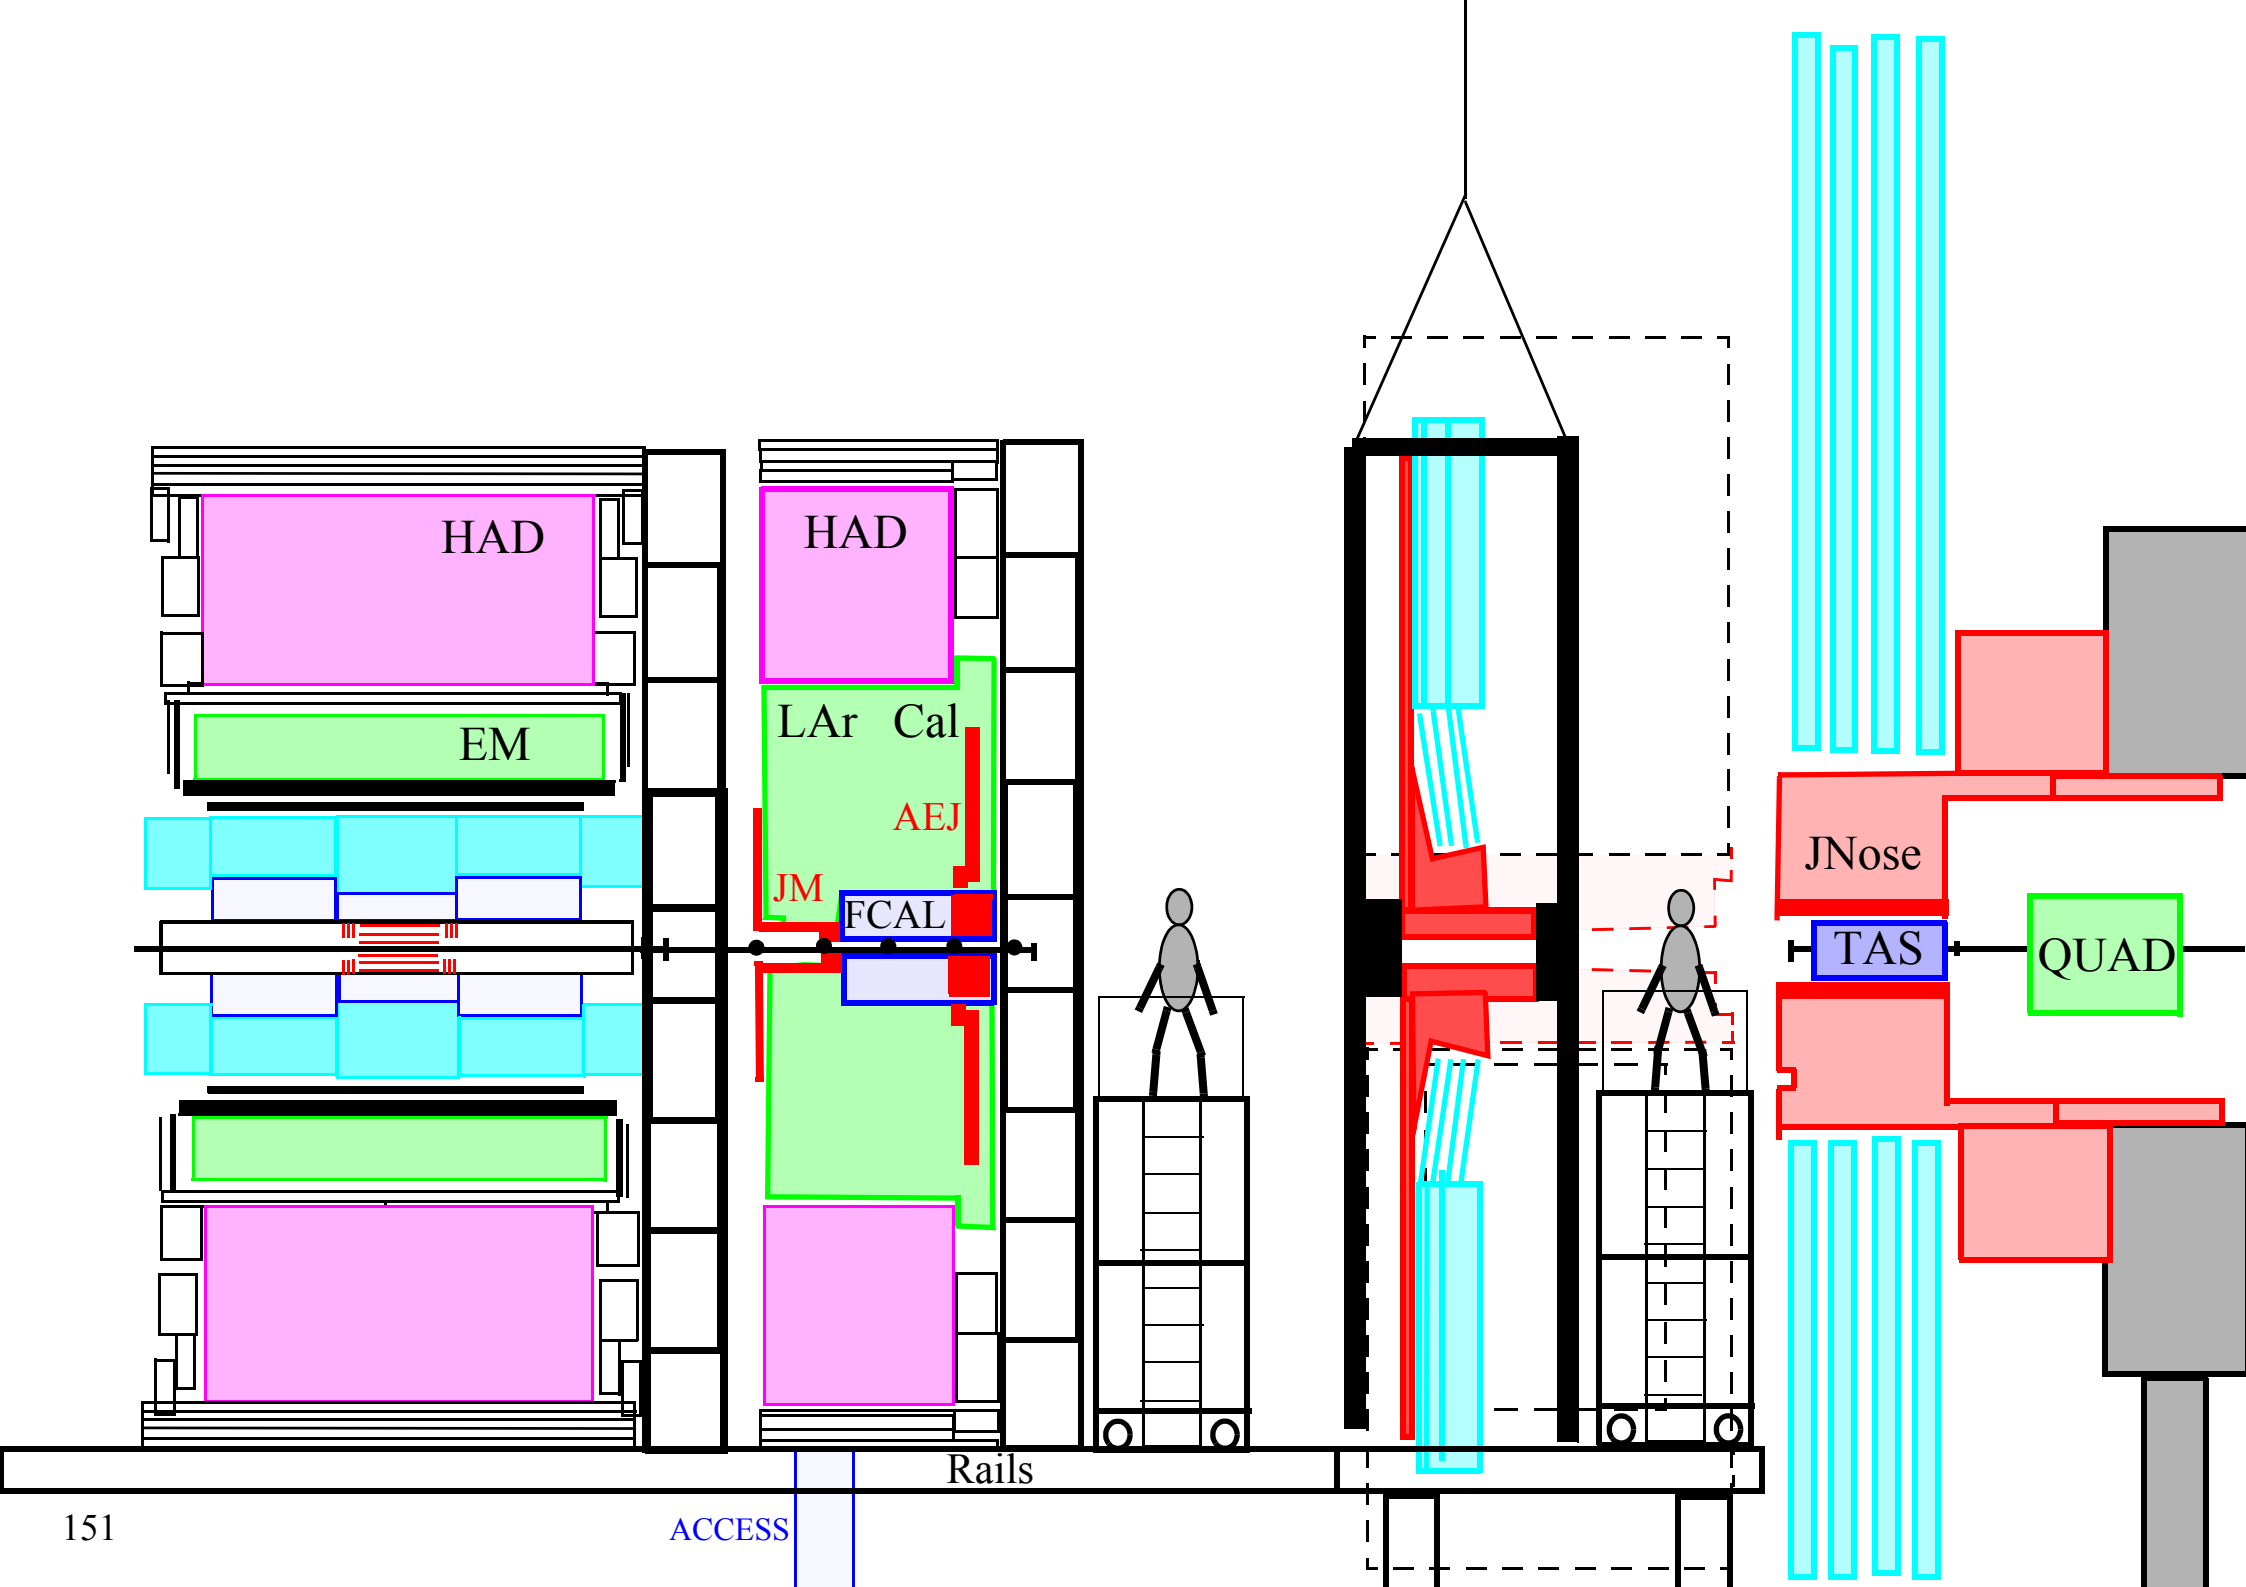 HAD
HAD
LAr Cal
EM
AEJ
JM
FCAL
JNose
TAS
QUAD
Rails
151
ACCESS